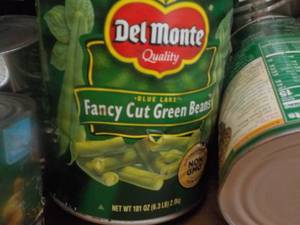 Del Monte
Quality
BLUE LAKE
Fancy Cut Green Beans
NON
GMO
NET WT 101 OZ (6.3 LB) 2.9kg